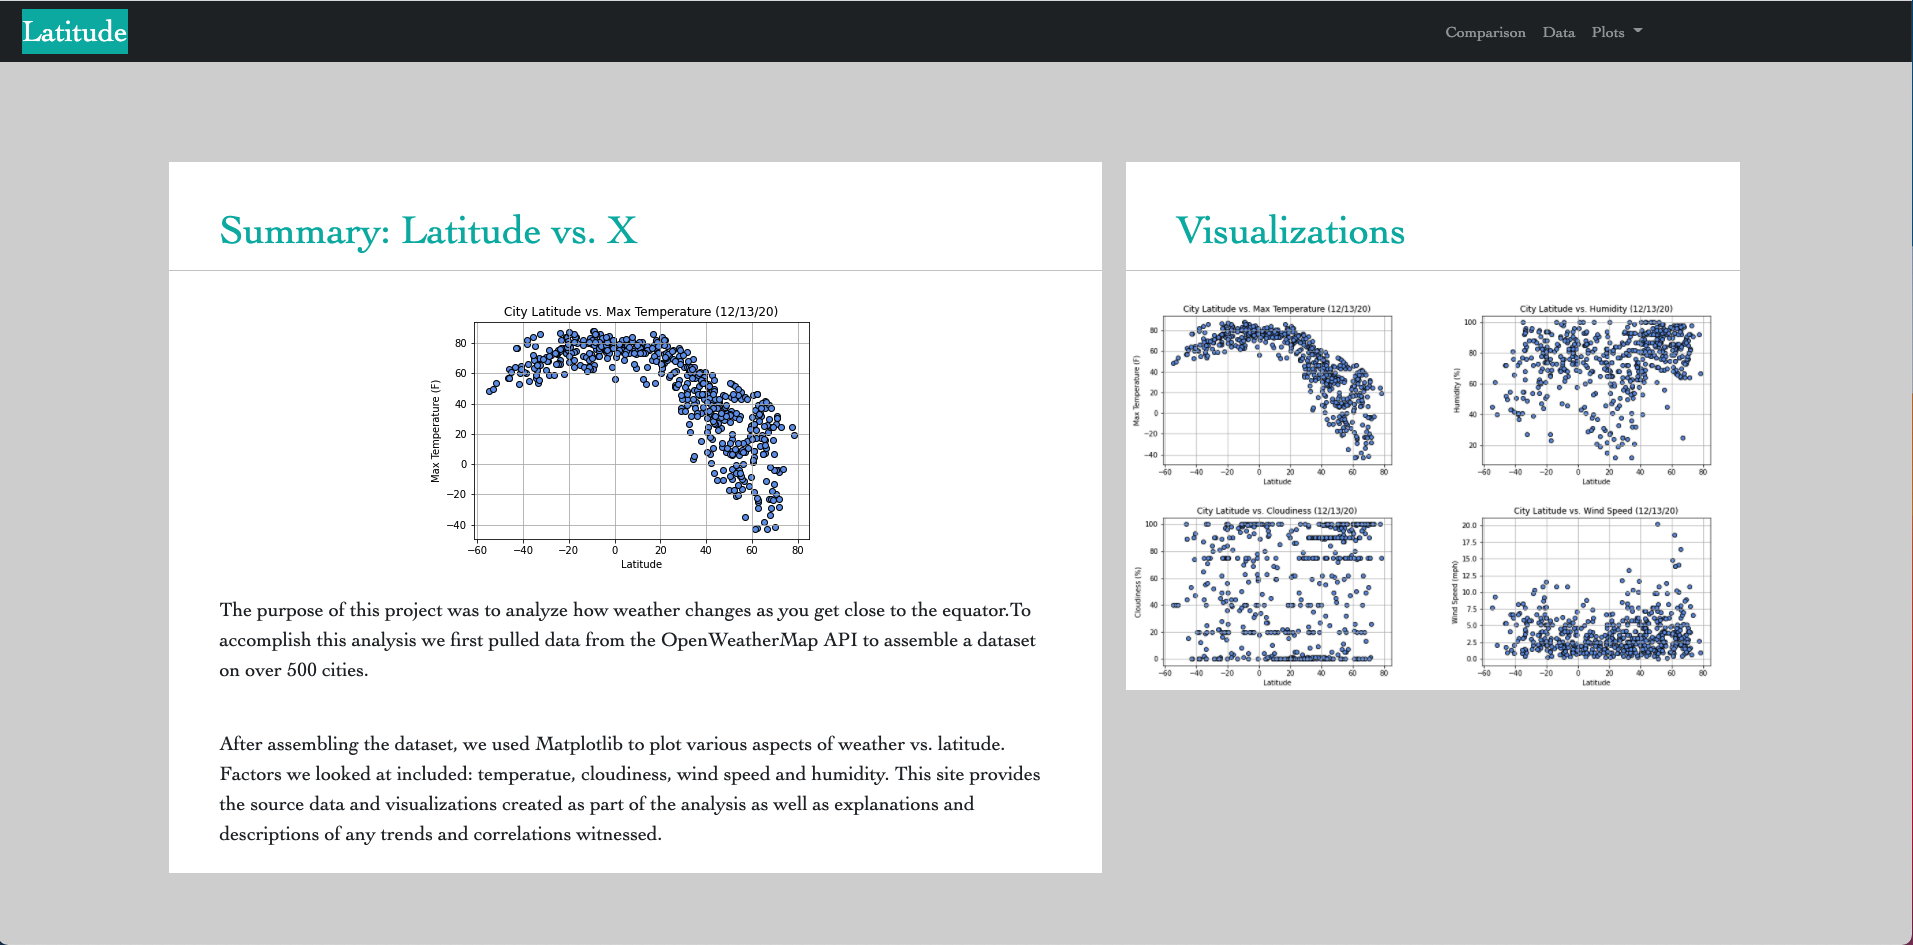 Latitude
Comparison Data Plots
Summary: Latitude vs. X
City Latitude vs. Max Temperature (12/13/20)
Max Temperature (F)
80
60
40
20
0
−20
−40
−60 −40 −20 0 20 40 60 80
Latitude
The purpose of this project was to analyze how weather changes as you get close to the equator.To
accomplish this analysis we first pulled data from the OpenWeatherMap API to assemble a dataset
on over 500 cities.
After assembling the dataset, we used Matplotlib to plot various aspects of weather vs. latitude.
Factors we looked at included: temperatue, cloudiness, wind speed and humidity. This site provides
the source data and visualizations created as part of the analysis as well as explanations and
descriptions of any trends and correlations witnessed.
Visualizations
City Latitude vs. Max Temperature (12/13/20)
Max Temperature (F)
80
60
40
20
0
−20
−40
−60 −40 −20 0 20 40 60 80
Latitude
City Latitude vs. Humidity (12/13/20)
Humidity (%)
100
80
60
40
20
−60 −40 −20 0 20 40 60 80
Latitude
City Latitude vs. Cloudiness (12/13/20)
Cloudiness (%)
100
80
60
40
20
0
−60 −40 −20 0 20 40 60 80
Latitude
City Latitude vs. Wind Speed (12/13/20)
Wind Speed (mph)
20.0
17.5
15.0
12.5
10.0
7.5
5.0
2.5
0.0
−60 −40 −20 0 20 40 60 80
Latitude